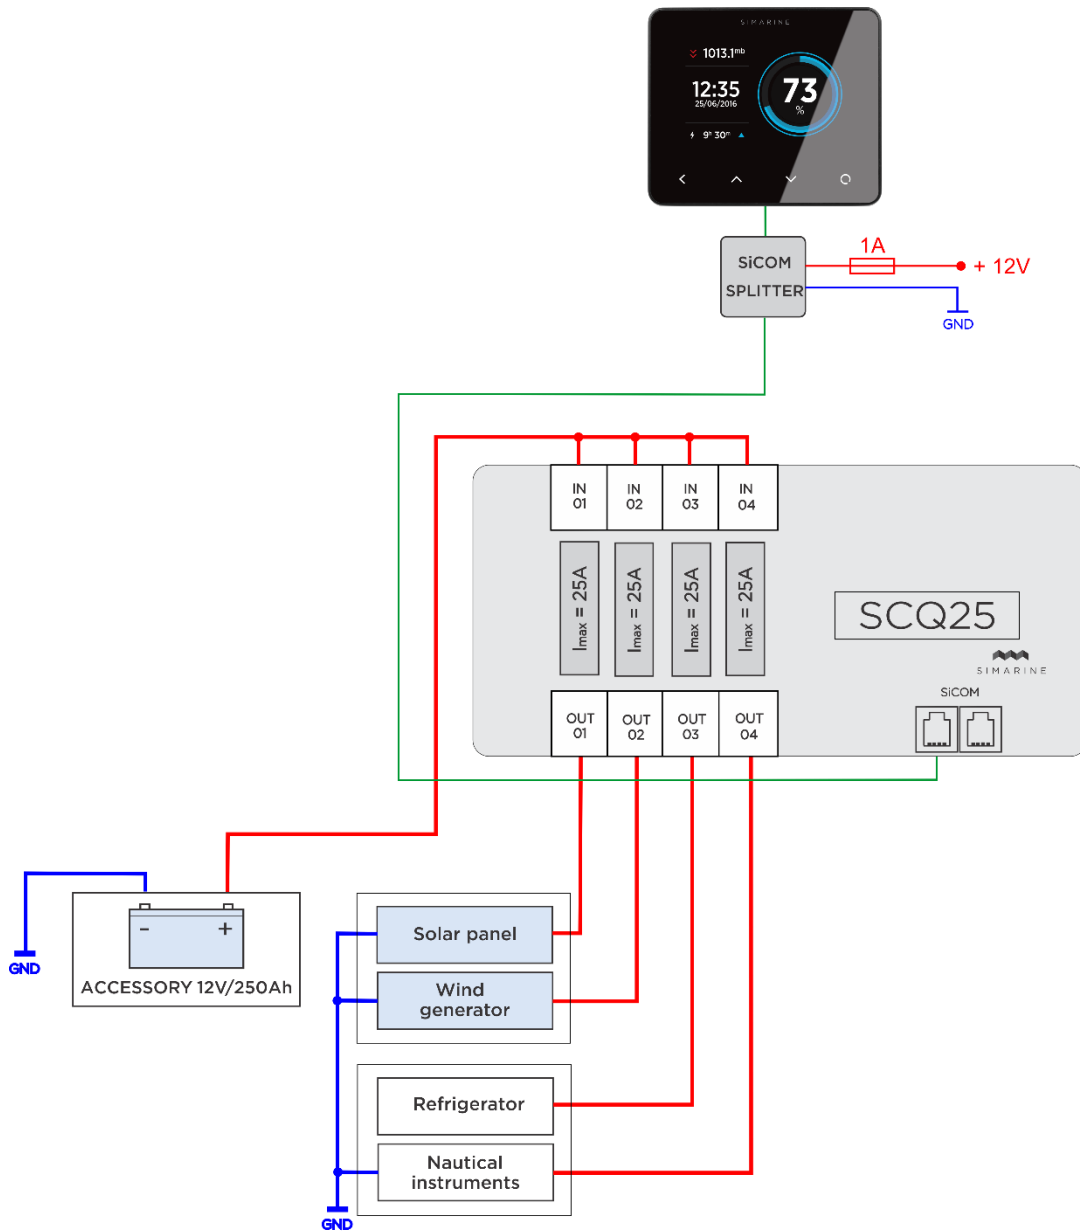 SIMARINE
1013.1mb
12:35
25/06/2016
73
%
9h 30m
SiCOM
SPLITTER
1A
+ 12V
GND
IN
01
IN
02
IN
03
IN
04
Imax = 25A
Imax = 25A
Imax = 25A
Imax = 25A
SCQ25
SIMARINE
SiCOM
OUT
01
OUT
02
OUT
03
OUT
04
- +
ACCESSORY 12V/250Ah
GND
Solar panel
Wind
generator
Refrigerator
Nautical
instruments
GND